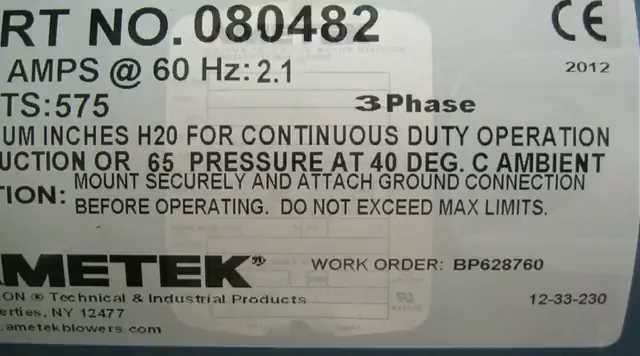 RT NO. 080482
CE
AMPS @ 60 Hz: 2.1
2012
TS: 575
3 Phase
UM INCHES H20 FOR CONTINUOUS DUTY OPERATION
UCTION OR 65 PRESSURE AT 40 DEG. C AMBIENT
TION: MOUNT SECURELY AND ATTACH GROUND CONNECTION
BEFORE OPERATING. DO NOT EXCEED MAX LIMITS.
AMETEK® WORK ORDER: BP628760
ON ® Technical & Industrial Products
12-33-230
erties, NY 12477
.ametekblowers.com